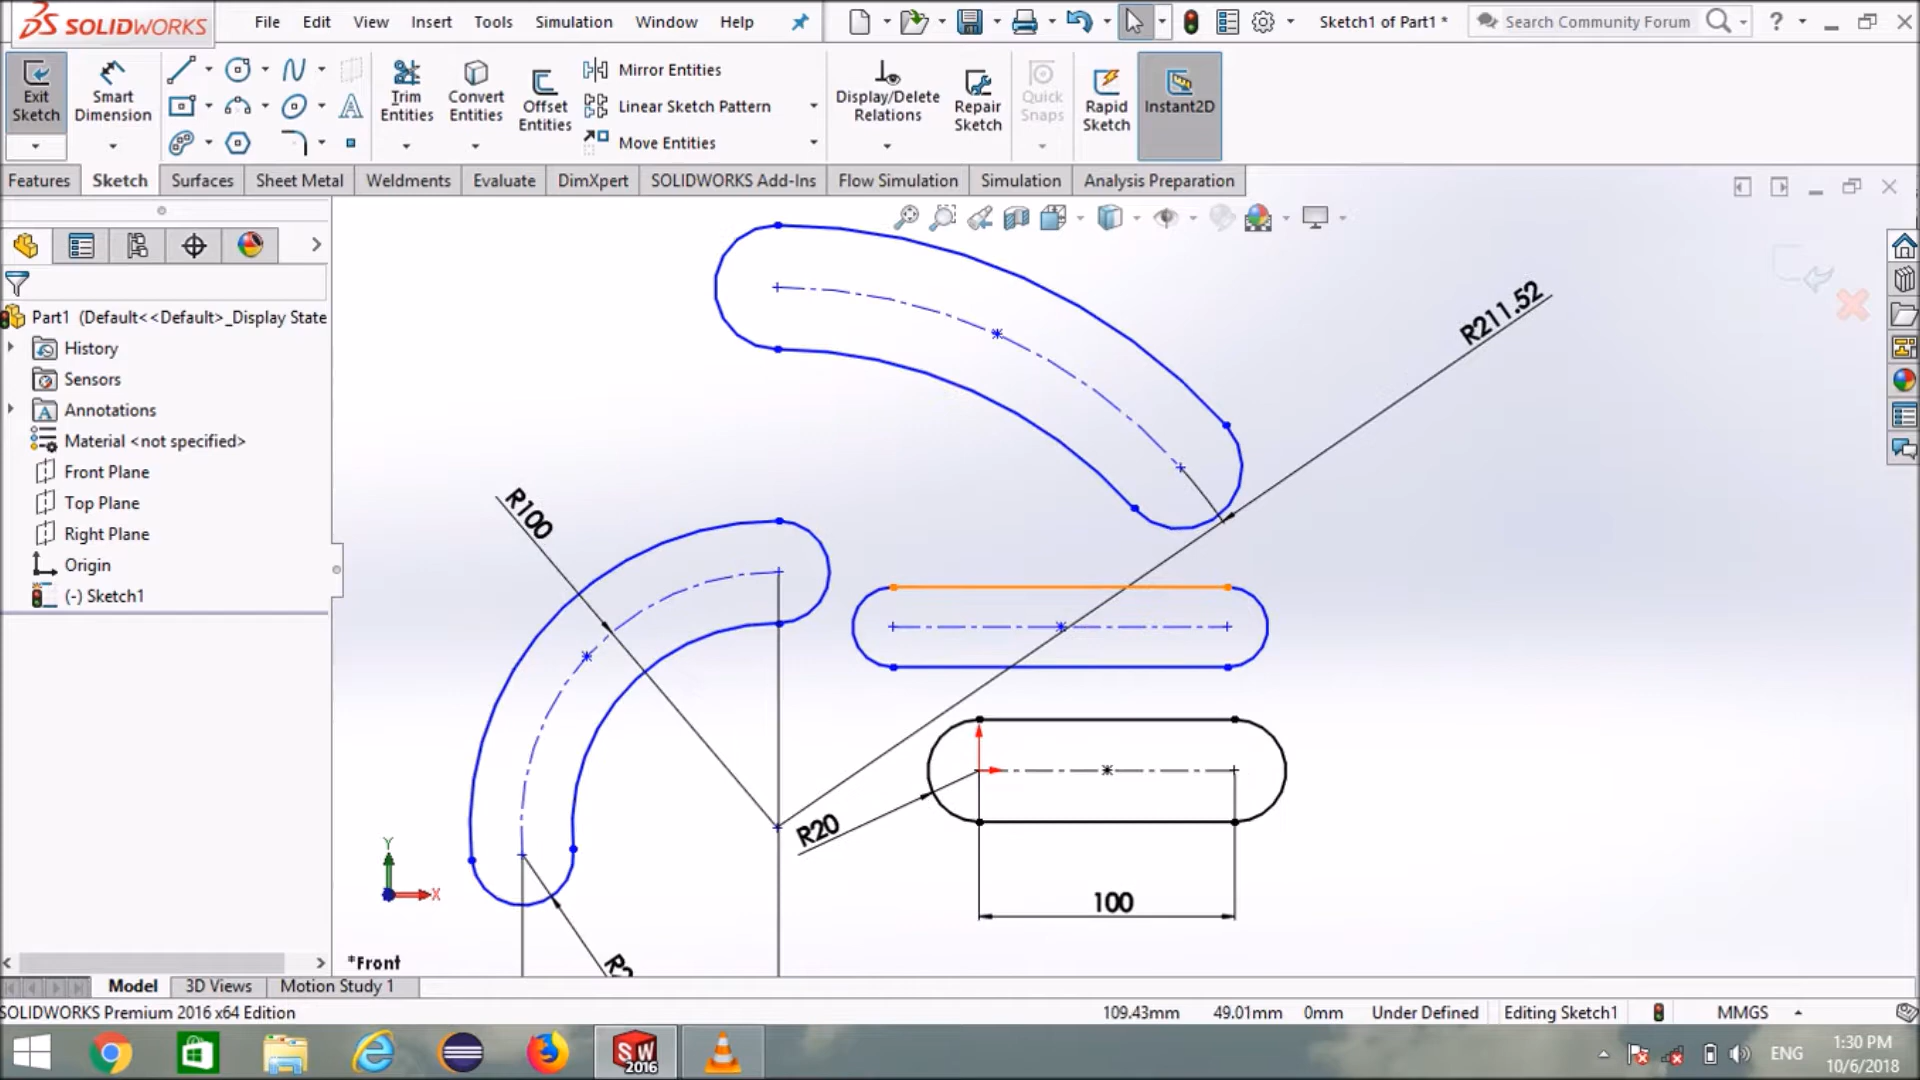 SOLIDWORKS
File Edit View Insert Tools Simulation Window Help
Sketch1 of Part1 *
Search Community Forum
?
Exit Sketch
Smart Dimension
Trim Entities
Convert Entities
Offset Entities
Mirror Entities
Linear Sketch Pattern
Move Entities
Display/Delete Relations
Repair Sketch
Quick Snaps
Rapid Sketch
Instant2D
Features Sketch Surfaces Sheet Metal Weldments Evaluate DimXpert SOLIDWORKS Add-Ins Flow Simulation Simulation Analysis Preparation
Part1 (Default<<Default>_Display State
History
Sensors
Annotations
Material <not specified>
Front Plane
Top Plane
Right Plane
Origin
(-) Sketch1
R211.52
R100
R20
100
Y
X
*Front
Model 3D Views Motion Study 1
SOLIDWORKS Premium 2016 x64 Edition
109.43mm 49.01mm 0mm Under Defined Editing Sketch1 MMGS
SW 2016
ENG
1:30 PM
10/6/2018